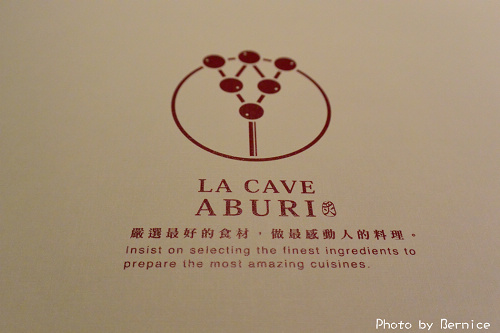 LA CAVE
ABURI
嚴選最好的食材，做最感動人的料理。
Insist on selecting the finest ingredients to
prepare the most amazing cuisines.
Photo by Bernice